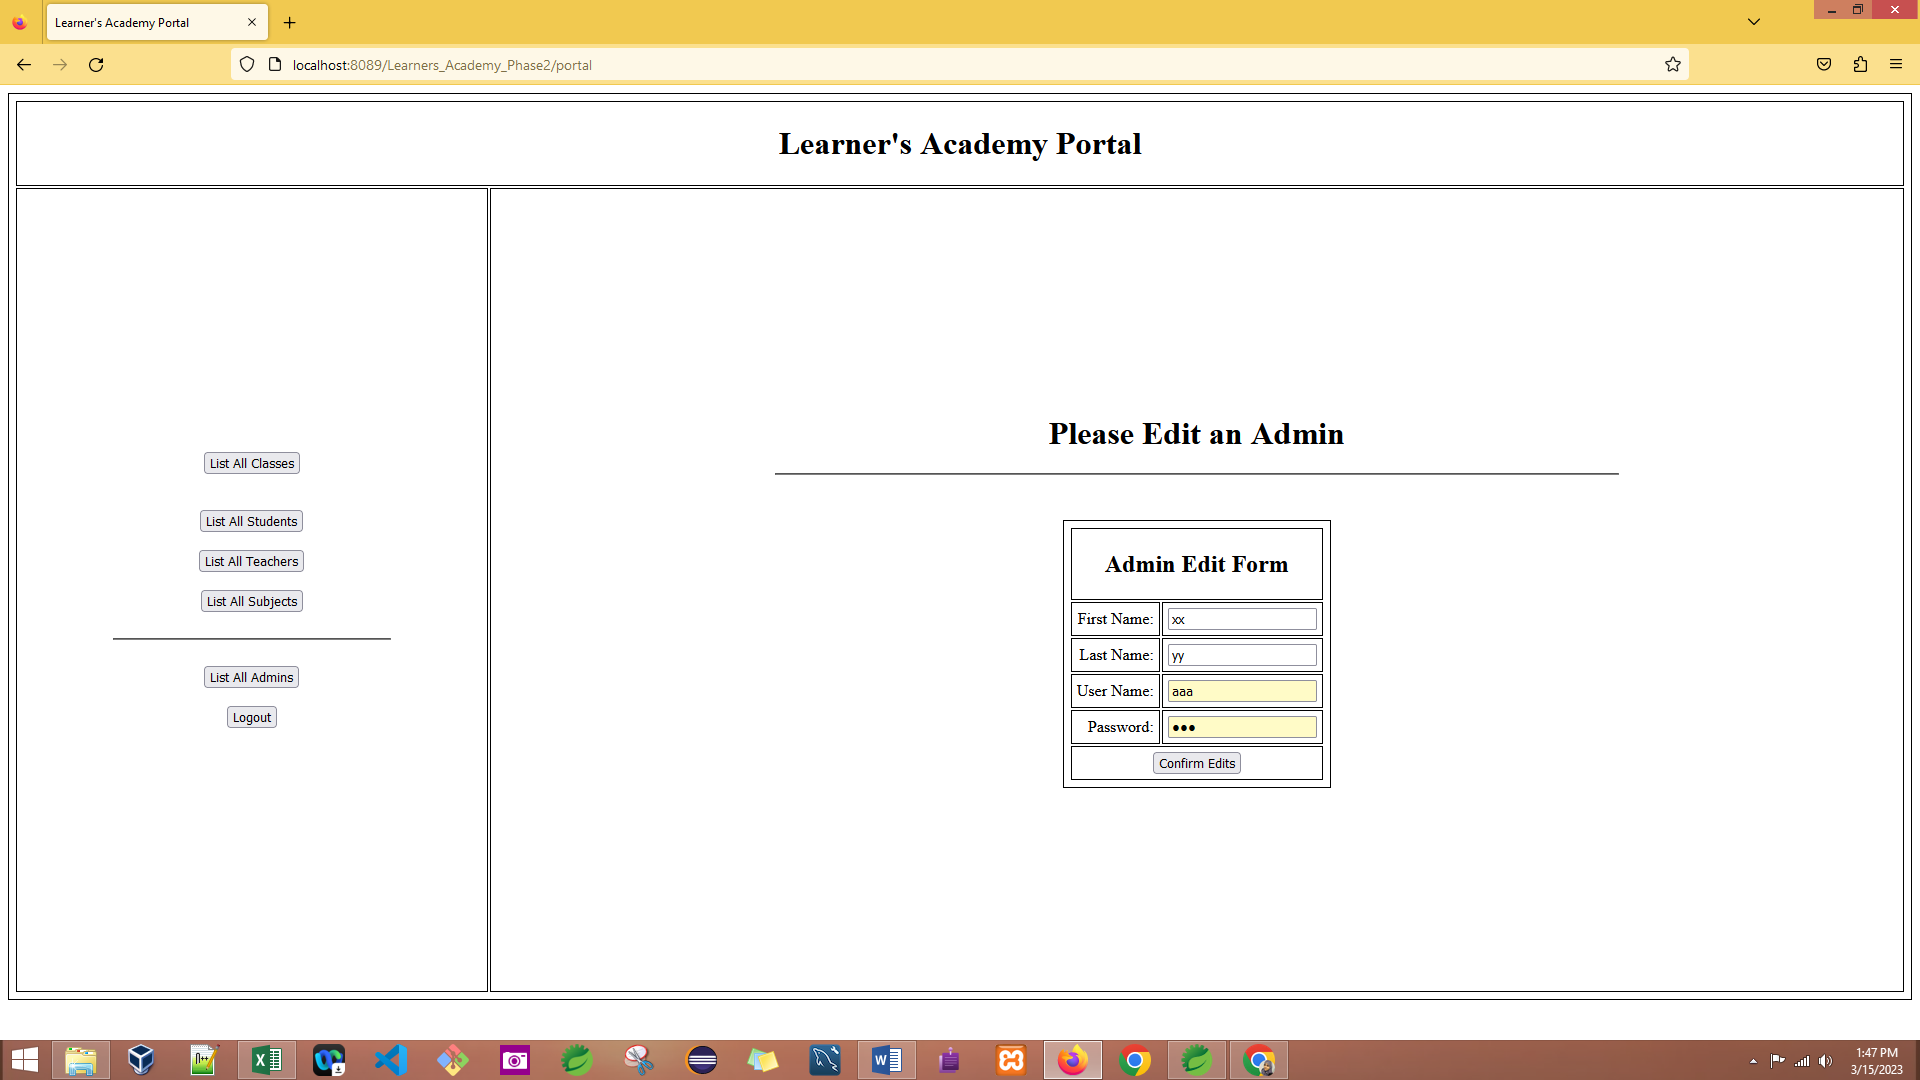 Learner's Academy Portal
localhost:8089/Learners_Academy_Phase2/portal
Learner's Academy Portal
List All Classes
List All Students
List All Teachers
List All Subjects
List All Admins
Logout
Please Edit an Admin
Admin Edit Form
First Name: xx
Last Name: yy
User Name: aaa
Password: ●●●
Confirm Edits
1:47 PM
3/15/2023